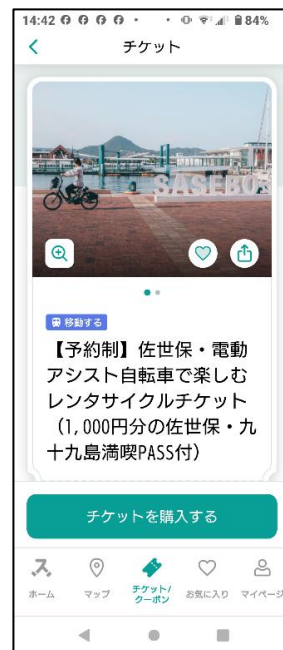 14:42
84%
チケット
SASEBO
移動する
【予約制】佐世保・電動
アシスト自転車で楽しむ
レンタサイクルチケット
（1,000円分の佐世保・九
十九島満喫PASS付）
チケットを購入する
ホーム
マップ
チケット/
クーポン
お気に入り
マイページ